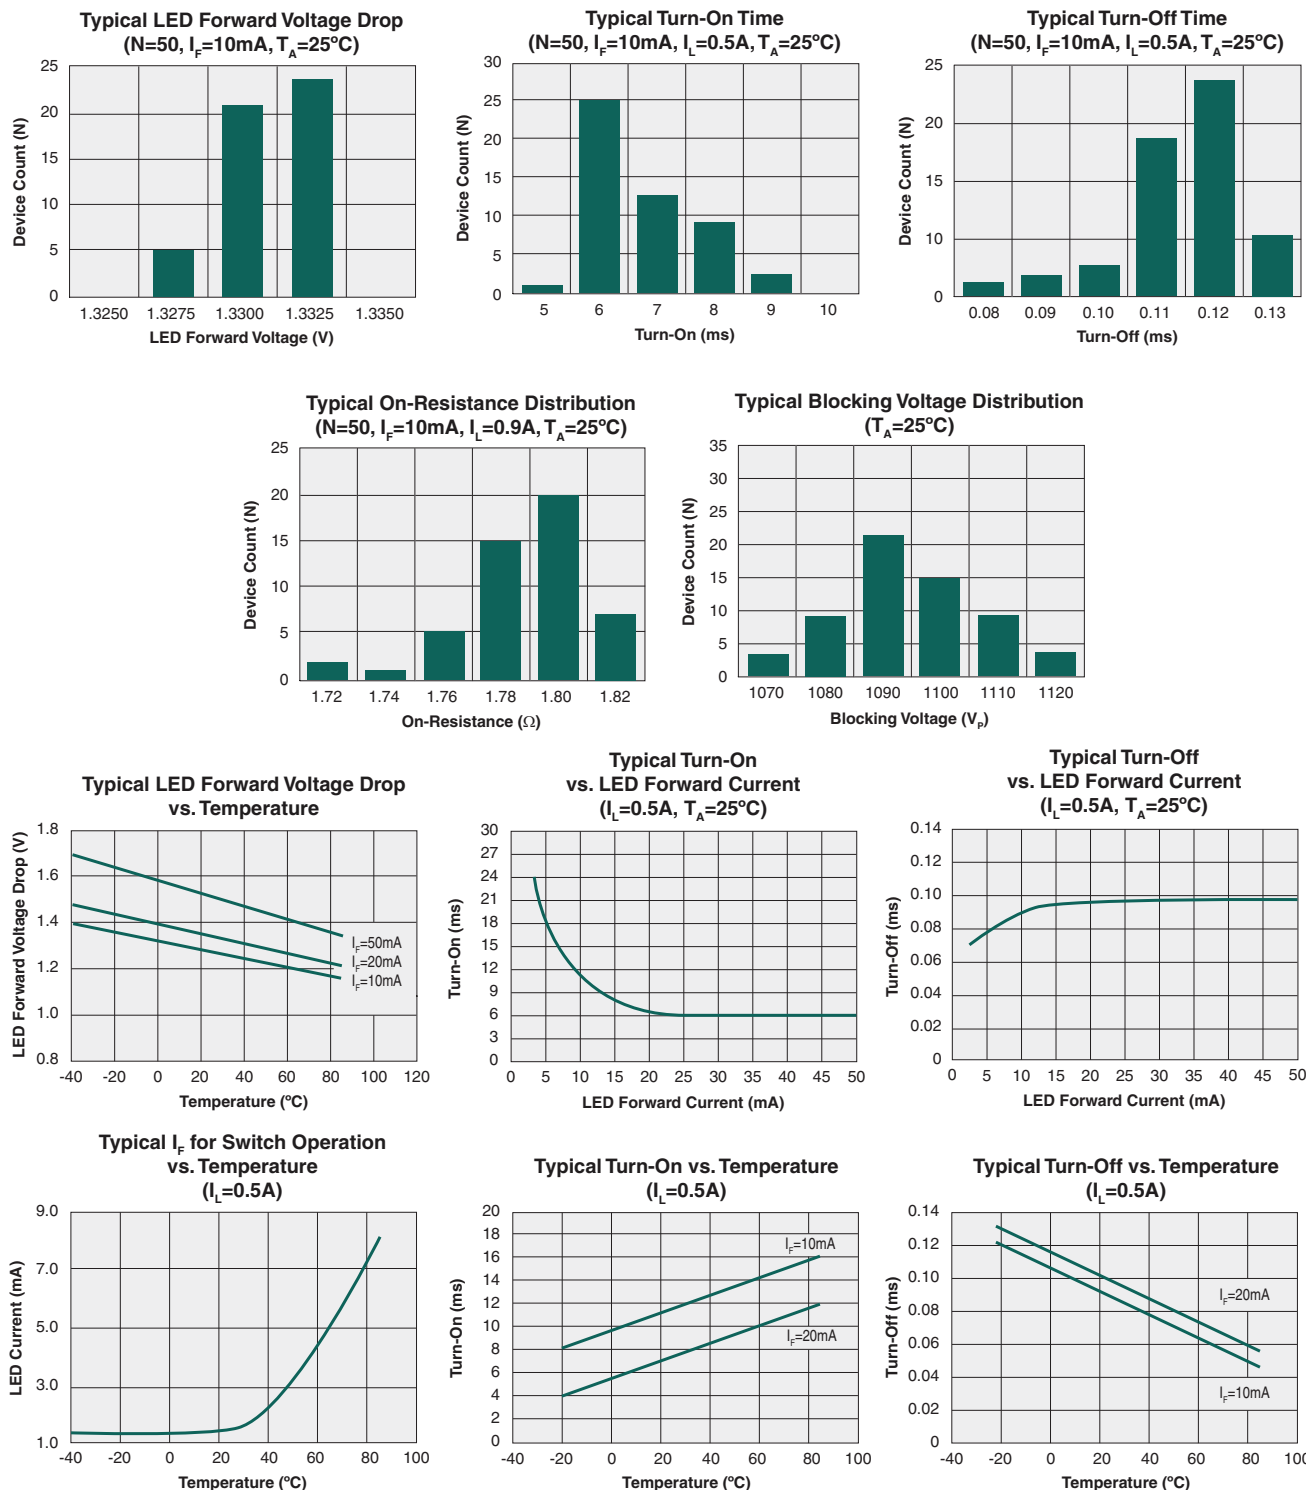 Typical LED Forward Voltage Drop
(N=50, IF=10mA, TA=25ºC)
Device Count (N)
25
20
15
10
5
0
1.3250 1.3275 1.3300 1.3325 1.3350
LED Forward Voltage (V)
Typical Turn-On Time
(N=50, IF=10mA, IL=0.5A, TA=25ºC)
Device Count (N)
30
25
20
15
10
5
0
5 6 7 8 9 10
Turn-On (ms)
Typical Turn-Off Time
(N=50, IF=10mA, IL=0.5A, TA=25ºC)
Device Count (N)
25
20
15
10
0
0.08 0.09 0.10 0.11 0.12 0.13
Turn-Off (ms)
Typical On-Resistance Distribution
(N=50, IF=10mA, IL=0.9A, TA=25ºC)
Device Count (N)
25
20
15
10
5
0
1.72 1.74 1.76 1.78 1.80 1.82
On-Resistance (Ω)
Typical Blocking Voltage Distribution
(TA=25ºC)
Device Count (N)
35
30
25
20
15
10
5
0
1070 1080 1090 1100 1110 1120
Blocking Voltage (VP)
Typical LED Forward Voltage Drop
vs. Temperature
LED Forward Voltage Drop (V)
1.8
1.6
1.4
1.2
1.0
0.8
IF=50mA
IF=20mA
IF=10mA
-40 -20 0 20 40 60 80 100 120
Temperature (ºC)
Typical Turn-On
vs. LED Forward Current
(IL=0.5A, TA=25ºC)
Turn-On (ms)
30
27
24
21
18
15
12
9
6
3
0
0 5 10 15 20 25 30 35 40 45 50
LED Forward Current (mA)
Typical Turn-Off
vs. LED Forward Current
(IL=0.5A, TA=25ºC)
Turn-Off (ms)
0.14
0.12
0.10
0.08
0.06
0.04
0.02
0
0 5 10 15 20 25 30 35 40 45 50
LED Forward Current (mA)
Typical IF for Switch Operation
vs. Temperature
(IL=0.5A)
LED Current (mA)
9.0
7.0
5.0
3.0
1.0
-40 -20 0 20 40 60 80 100
Temperature (ºC)
Typical Turn-On vs. Temperature
(IL=0.5A)
Turn-On (ms)
20
18
16
14
12
10
8
6
4
2
0
IF=10mA
IF=20mA
-40 -20 0 20 40 60 80 100
Temperature (ºC)
Typical Turn-Off vs. Temperature
(IL=0.5A)
Turn-Off (ms)
0.14
0.12
0.10
0.08
0.06
0.04
0.02
0
IF=20mA
IF=10mA
-40 -20 0 20 40 60 80 100
Temperature (ºC)